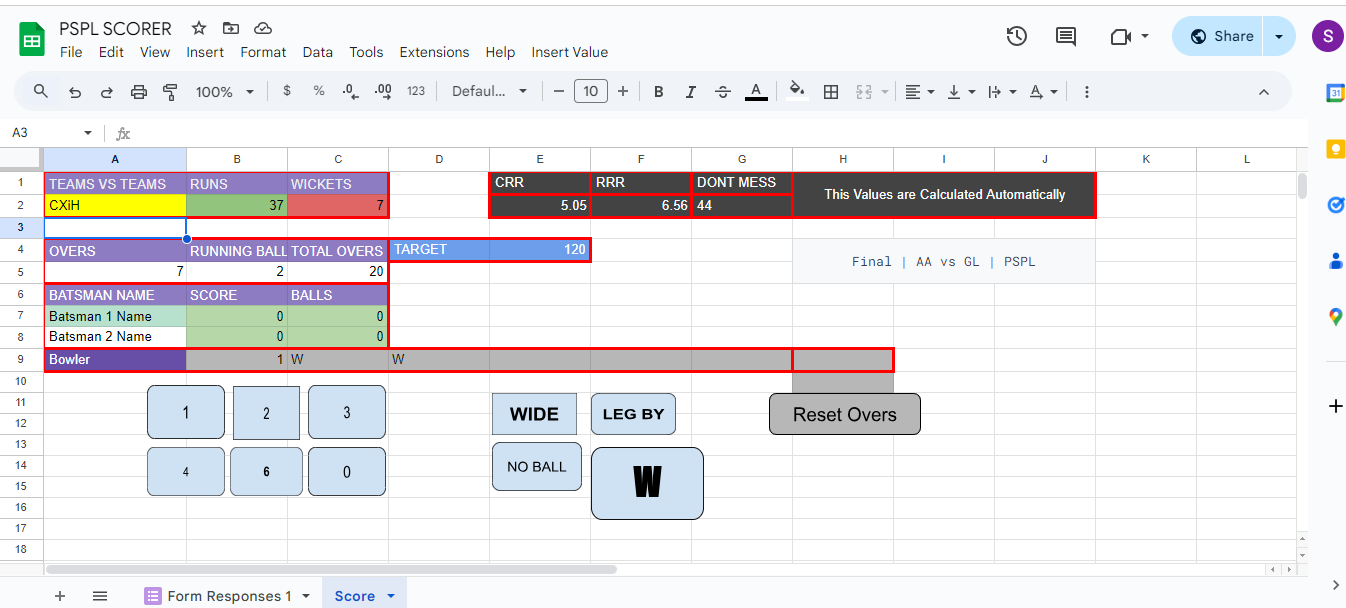 PSPL SCORER
File Edit View Insert Format Data Tools Extensions Help Insert Value
Share
S
100% $ % .0 .00 123 Defaul... 10 B I A
31
A3 fx
A B C D E F G H I J K L
1 TEAMS VS TEAMS RUNS WICKETS CRR RRR DONT MESS This Values are Calculated Automatically
2 CXiH 37 7 5.05 6.56 44
3
4 OVERS RUNNING BALL TOTAL OVERS TARGET 120
5 7 2 20 Final | AA vs GL | PSPL
6 BATSMAN NAME SCORE BALLS
7 Batsman 1 Name 0 0
8 Batsman 2 Name 0 0
9 Bowler 1 W W
10
11 1 2 3 WIDE LEG BY Reset Overs
12
13
14 4 6 0 NO BALL W
15
16
17
18
Form Responses 1 Score